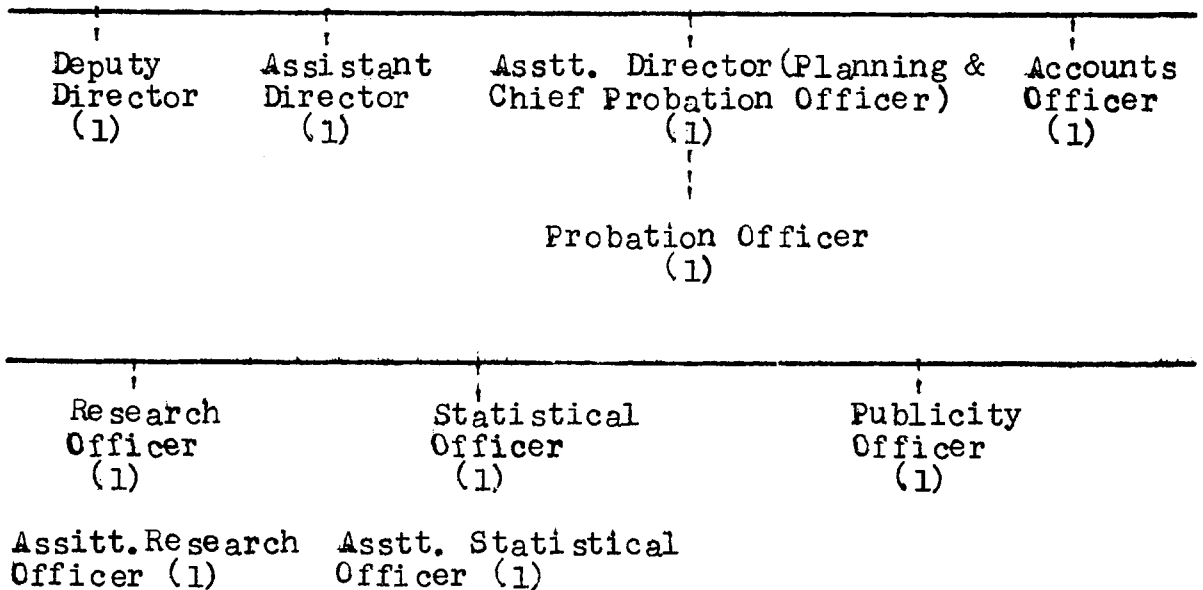 Deputy Assistant Asstt. Director(Planning & Accounts
Director Director Chief Probation Officer) Officer
(1) (1) (1) (1)
Probation Officer
(1)
Research Statistical Publicity
Officer Officer Officer
(1) (1) (1)
Assitt.Research Asstt. Statistical
Officer (1) Officer (1)